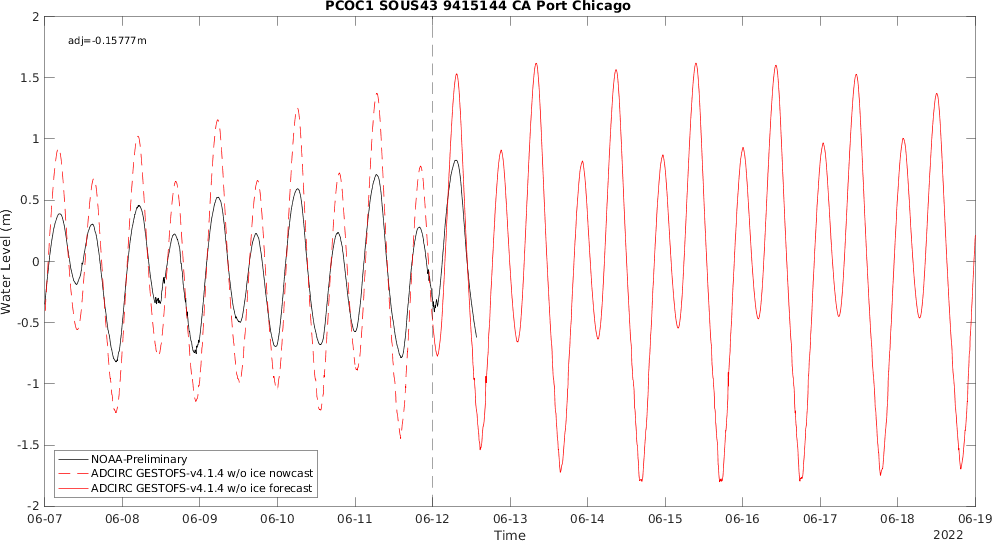 PCOC1 SOUS43 9415144 CA Port Chicago
adj=-0.15777m
2
1.5
1
0.5
0
-0.5
-1
-1.5
-2
Water Level (m)
NOAA-Preliminary
ADCIRC GESTOFS-v4.1.4 w/o ice nowcast
ADCIRC GESTOFS-v4.1.4 w/o ice forecast
06-07 06-08 06-09 06-10 06-11 06-12 06-13 06-14 06-15 06-16 06-17 06-18 06-19
Time
2022